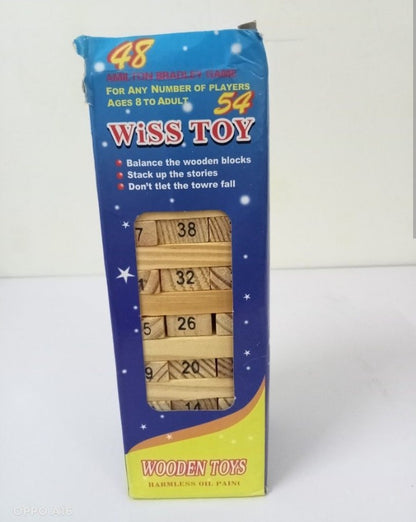 48
AMILTON BRADLEY GAMP
FOR ANY NUMBER OF PLAYERS
AGES 8 TO ADULT
54
WiSS TOY
Balance the wooden blocks
Stack up the stories
Don't tlet the towre fall
7 38
32
5 26
9 20
14
WOODEN TOYS
HARMLESS OIL PAINT
OPPO A16